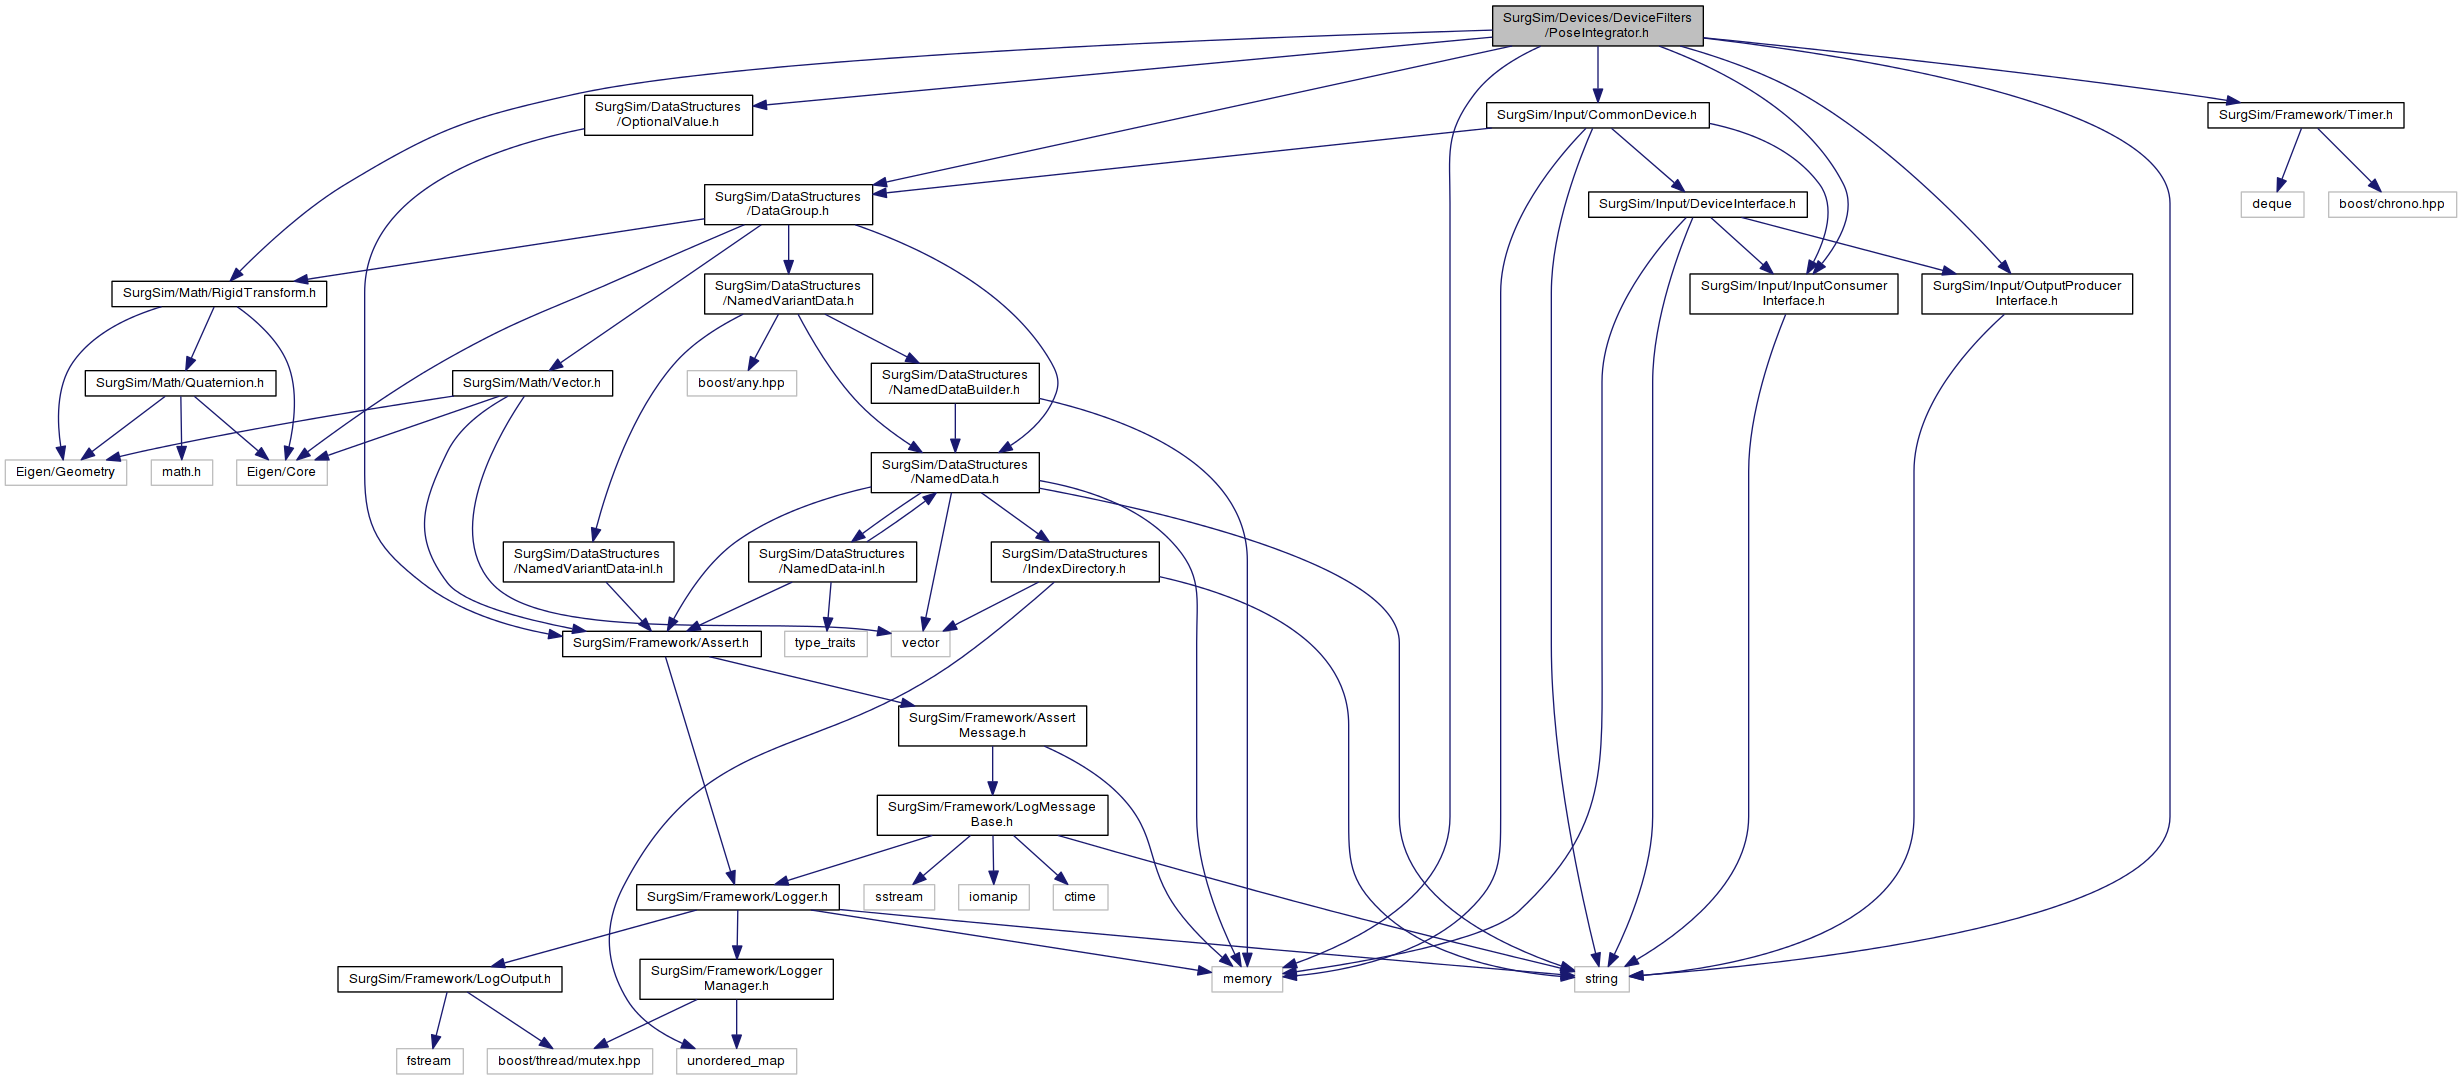 SurgSim/Devices/DeviceFilters
/PoseIntegrator.h
SurgSim/DataStructures
/OptionalValue.h
SurgSim/Input/CommonDevice.h
SurgSim/Framework/Timer.h
SurgSim/DataStructures
/DataGroup.h
SurgSim/Input/DeviceInterface.h
deque
boost/chrono.hpp
SurgSim/Math/RigidTransform.h
SurgSim/DataStructures
/NamedVariantData.h
SurgSim/Input/InputConsumer
Interface.h
SurgSim/Input/OutputProducer
Interface.h
SurgSim/Math/Quaternion.h
SurgSim/Math/Vector.h
boost/any.hpp
SurgSim/DataStructures
/NamedDataBuilder.h
Eigen/Geometry
math.h
Eigen/Core
SurgSim/DataStructures
/NamedData.h
SurgSim/DataStructures
/NamedVariantData-inl.h
SurgSim/DataStructures
/NamedData-inl.h
SurgSim/DataStructures
/IndexDirectory.h
SurgSim/Framework/Assert.h
type_traits
vector
SurgSim/Framework/Assert
Message.h
SurgSim/Framework/LogMessage
Base.h
SurgSim/Framework/Logger.h
sstream
iomanip
ctime
SurgSim/Framework/LogOutput.h
SurgSim/Framework/Logger
Manager.h
memory
string
fstream
boost/thread/mutex.hpp
unordered_map